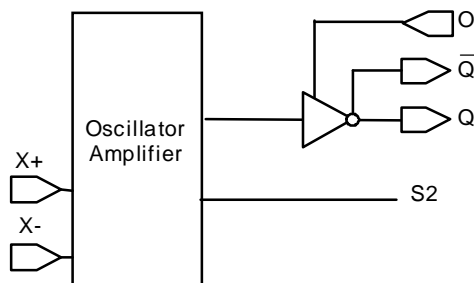 O
Q̅
Q
Oscillator
Amplifier
X+
X-
S2